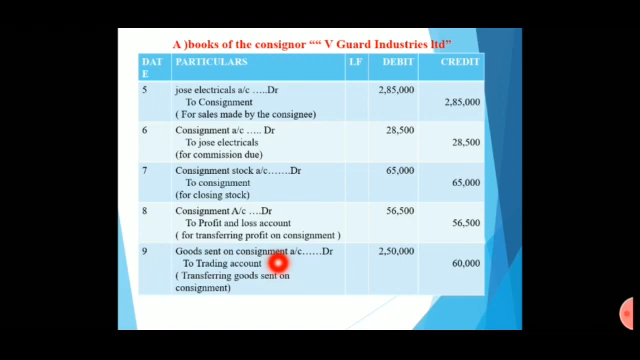 A )books of the consignor ““ V Guard Industries ltd”
DAT E PARTICULARS LF DEBIT CREDIT
5 jose electricals a/c …..Dr 2,85,000
To Consignment 2,85,000
( For sales made by the consignee)
6 Consignment a/c ….. Dr 28,500
To jose electricals 28,500
(for commission due)
7 Consignment stock a/c…….Dr 65,000
To consignment 65,000
(for closing stock)
8 Consignment A/c ….Dr 56,500
To Profit and loss account 56,500
( for transferring profit on consignment )
9 Goods sent on consignment a/c……Dr 2,50,000
To Trading account 60,000
( Transferring goods sent on
consignment)